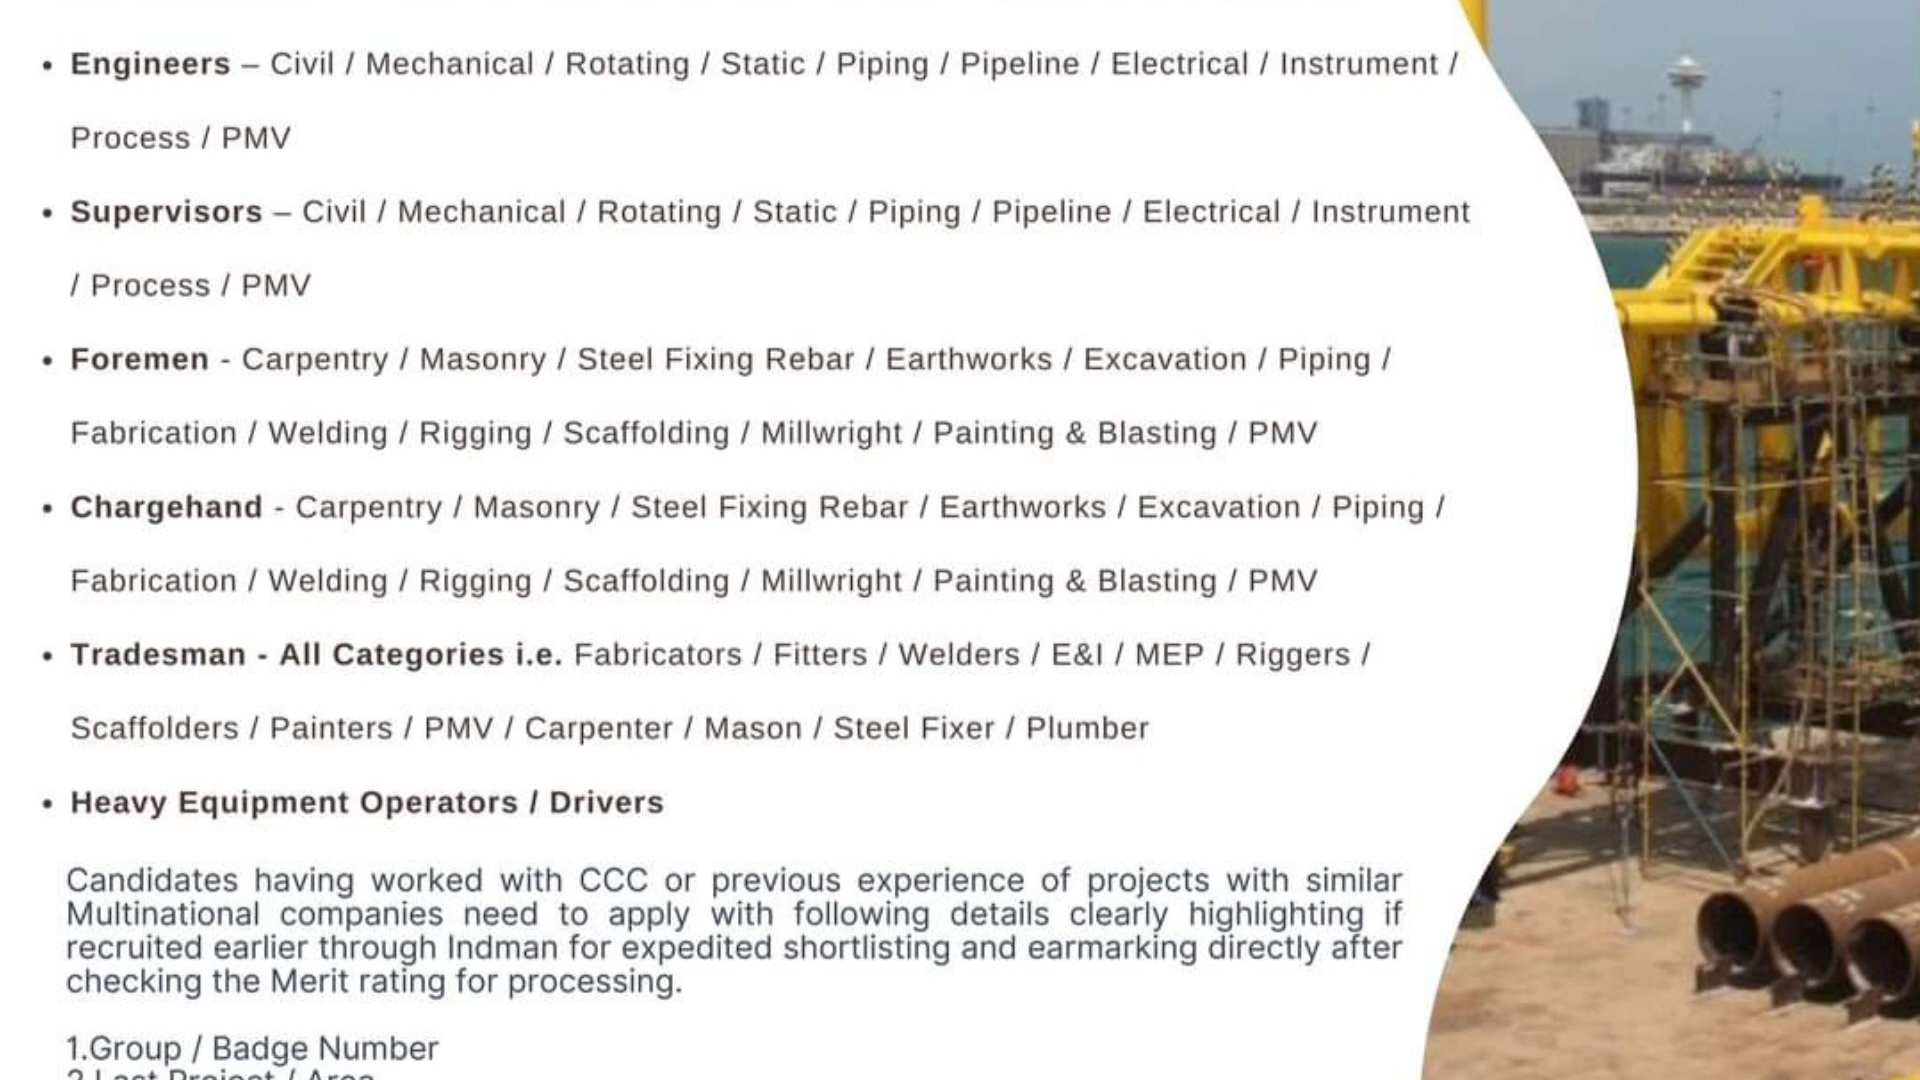 • Engineers – Civil / Mechanical / Rotating / Static / Piping / Pipeline / Electrical / Instrument /
Process / PMV
• Supervisors – Civil / Mechanical / Rotating / Static / Piping / Pipeline / Electrical / Instrument
/ Process / PMV
• Foremen - Carpentry / Masonry / Steel Fixing Rebar / Earthworks / Excavation / Piping /
Fabrication / Welding / Rigging / Scaffolding / Millwright / Painting & Blasting / PMV
• Chargehand - Carpentry / Masonry / Steel Fixing Rebar / Earthworks / Excavation / Piping /
Fabrication / Welding / Rigging / Scaffolding / Millwright / Painting & Blasting / PMV
• Tradesman - All Categories i.e. Fabricators / Fitters / Welders / E&I / MEP / Riggers /
Scaffolders / Painters / PMV / Carpenter / Mason / Steel Fixer / Plumber
• Heavy Equipment Operators / Drivers
Candidates having worked with CCC or previous experience of projects with similar
Multinational companies need to apply with following details clearly highlighting if
recruited earlier through Indman for expedited shortlisting and earmarking directly after
checking the Merit rating for processing.
1.Group / Badge Number
2.Last Project / Area